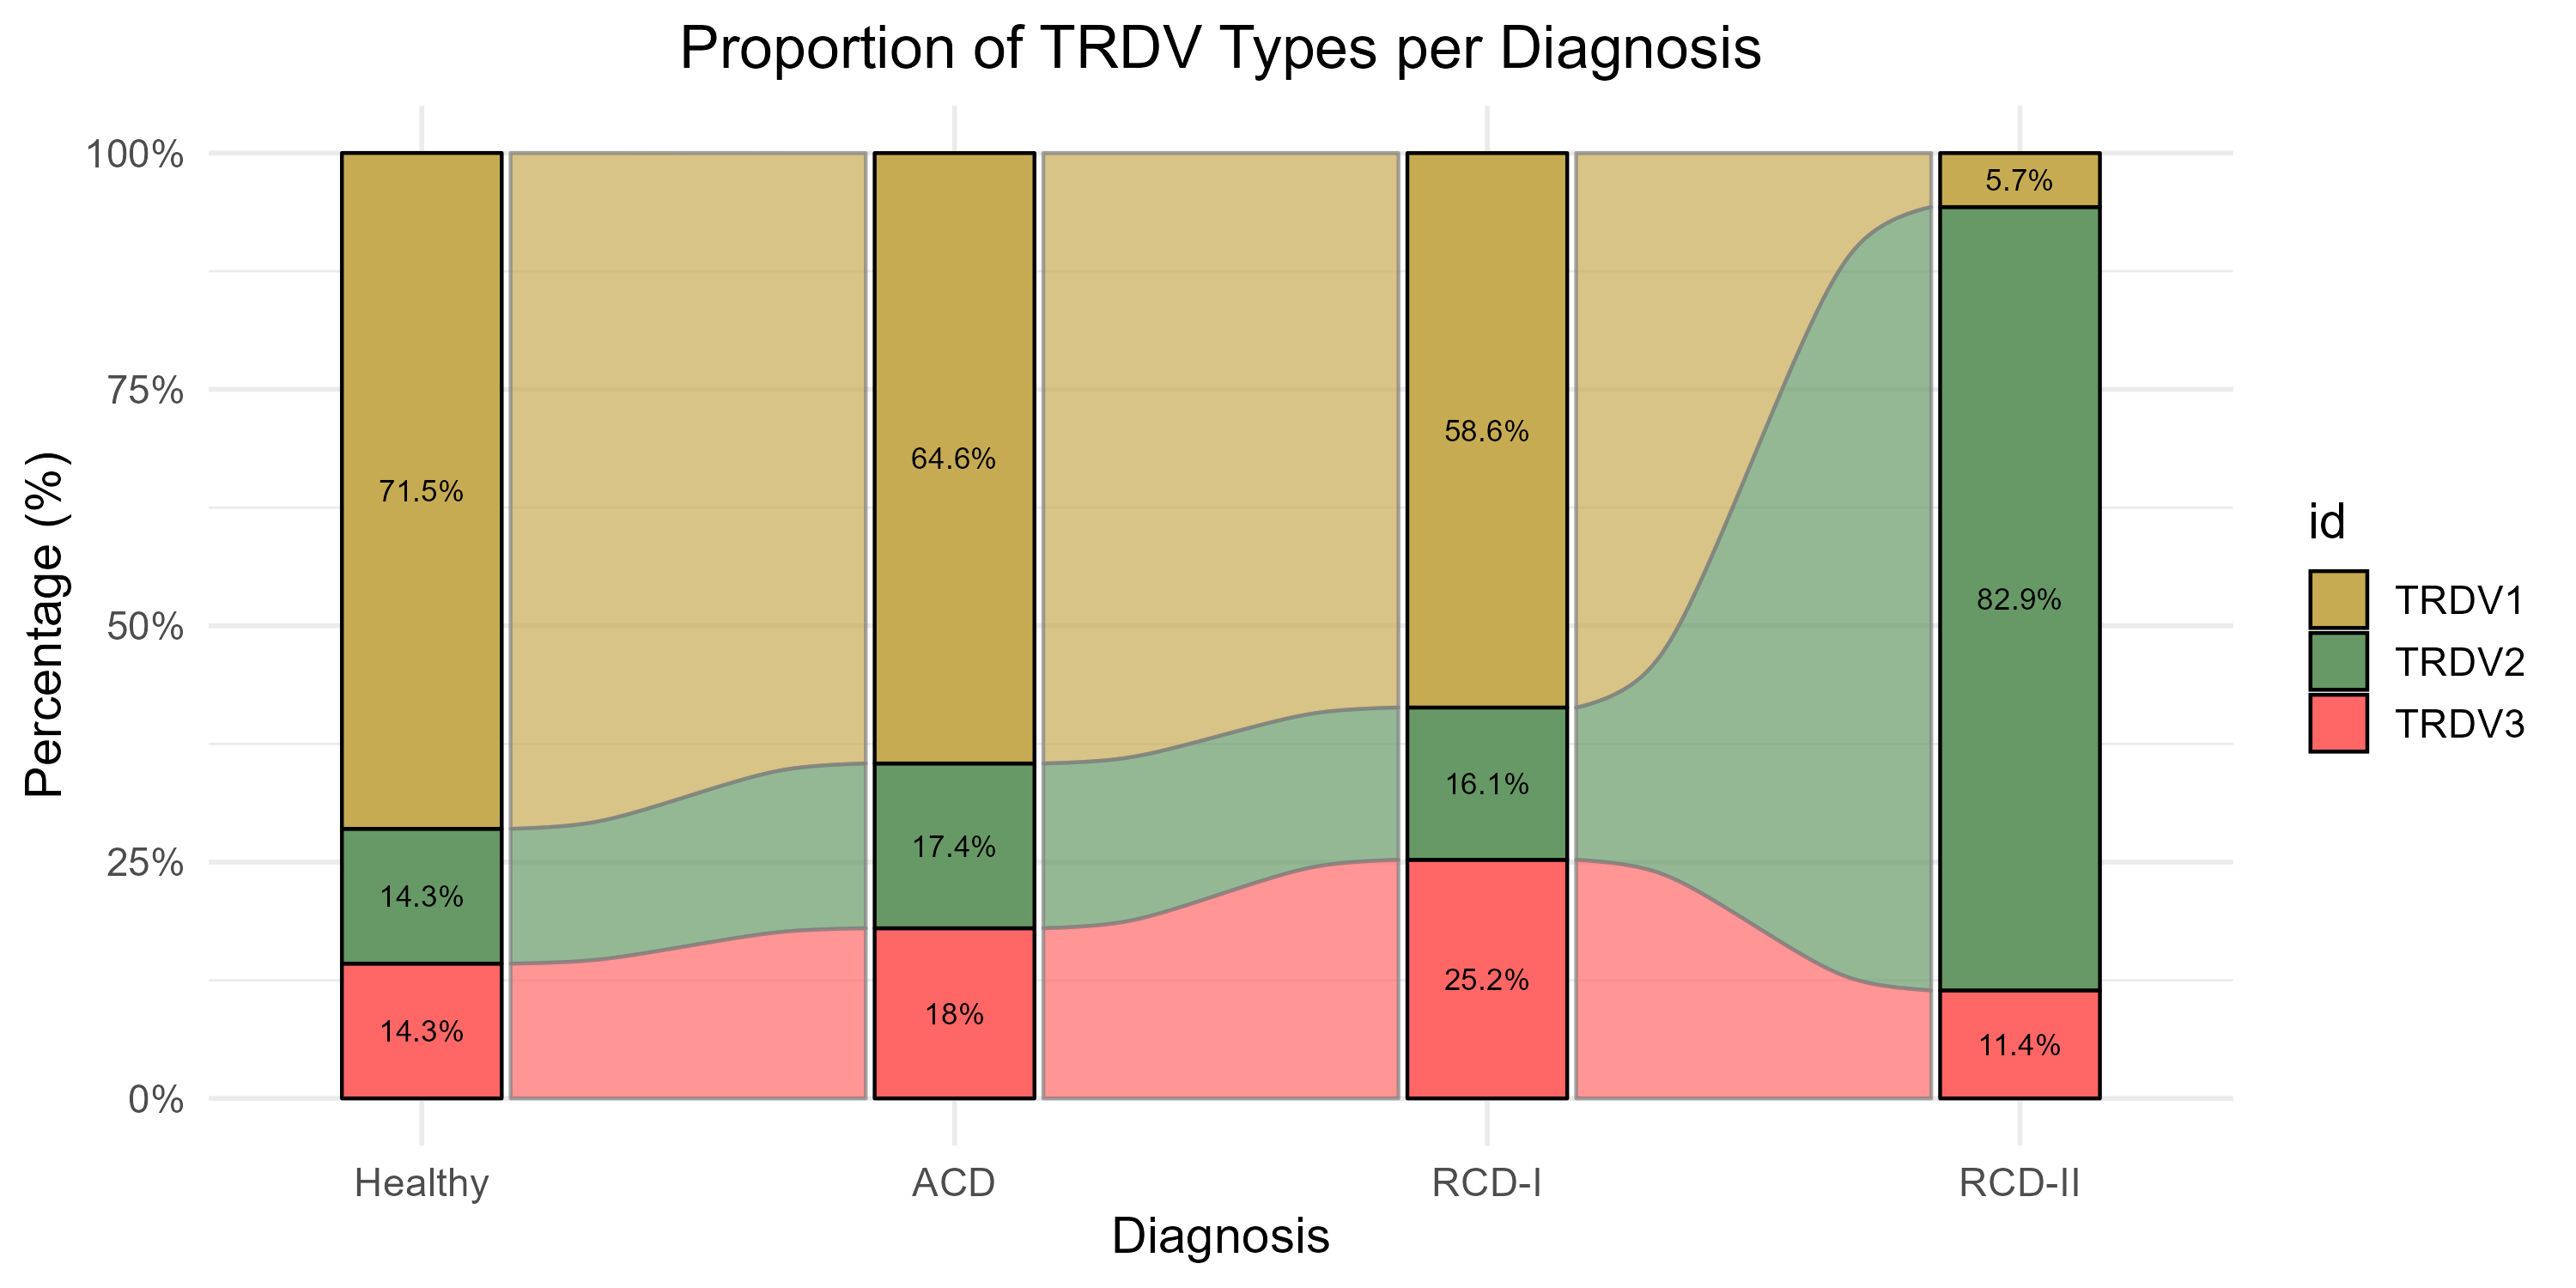 Proportion of TRDV Types per Diagnosis
Percentage (%)
100%
75%
50%
25%
0%
71.5%
14.3%
14.3%
64.6%
17.4%
18%
58.6%
16.1%
25.2%
5.7%
82.9%
11.4%
Healthy
ACD
RCD-I
RCD-II
Diagnosis
id
TRDV1
TRDV2
TRDV3